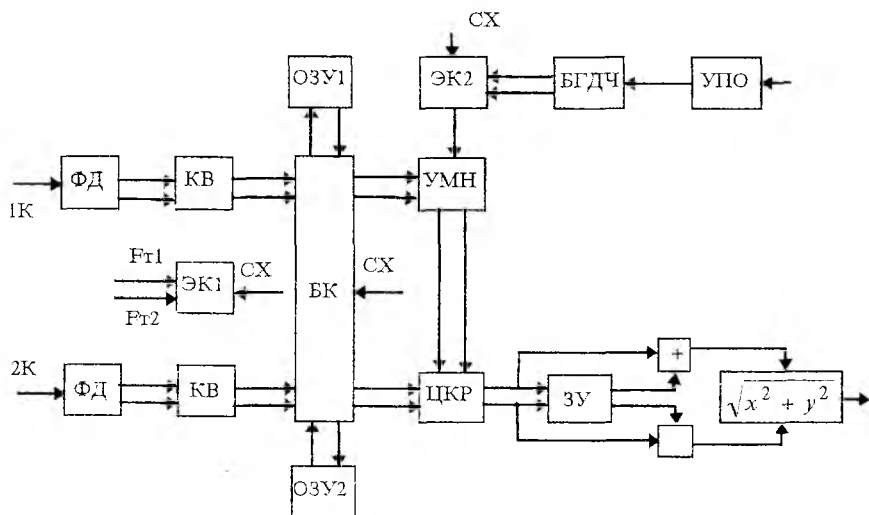 СХ
ОЗУ1
ЭК2
БГДЧ
УПО
ФД
КВ
УМН
1К
Fт1
ЭК1
СХ
БК
СХ
Fт2
2К
ФД
КВ
ЦКР
ЗУ
+
√x² + y²
ОЗУ2